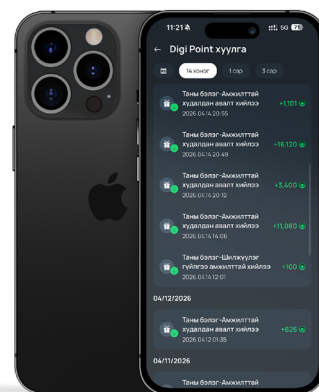 11:21
5G 76
← Digi Point хуулга
14 хоног 1 сар 3 сар
Таны бэлэг-Амжилттай
худалдан авалт хийлээ +1,101
2026.04.14 20:55
Таны бэлэг-Амжилттай
худалдан авалт хийлээ +16,120
2026.04.14 20:49
Таны бэлэг-Амжилттай
худалдан авалт хийлээ +3,400
2026.04.14 20:12
Таны бэлэг-Амжилттай
худалдан авалт хийлээ +11,060
2026.04.14 14:06
Таны бэлэг-Шилжүүлэг
гүйлгээ амжилттай хийлээ +100
2026.04.14 12:01
04/12/2026
Таны бэлэг-Амжилттай
худалдан авалт хийлээ +625
2026.04.12 01:36
04/11/2026
Таны бэлэг-Амжилттай